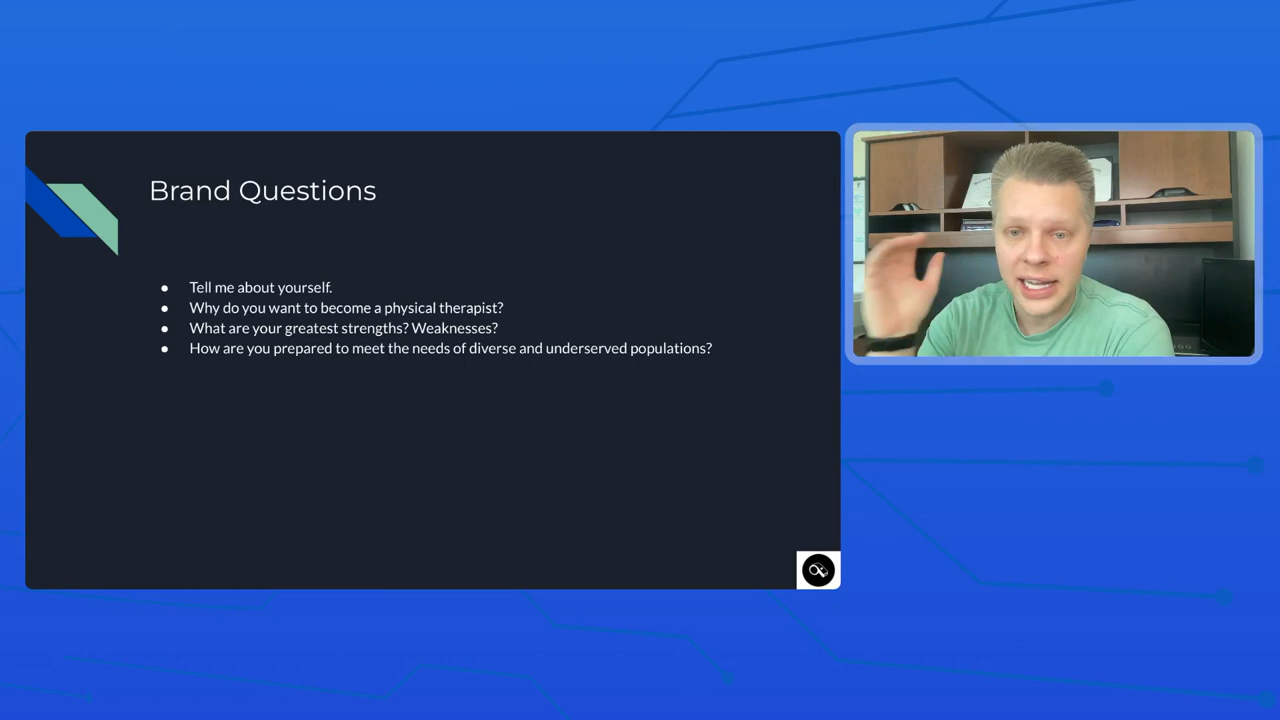 Brand Questions
● Tell me about yourself.
● Why do you want to become a physical therapist?
● What are your greatest strengths? Weaknesses?
● How are you prepared to meet the needs of diverse and underserved populations?